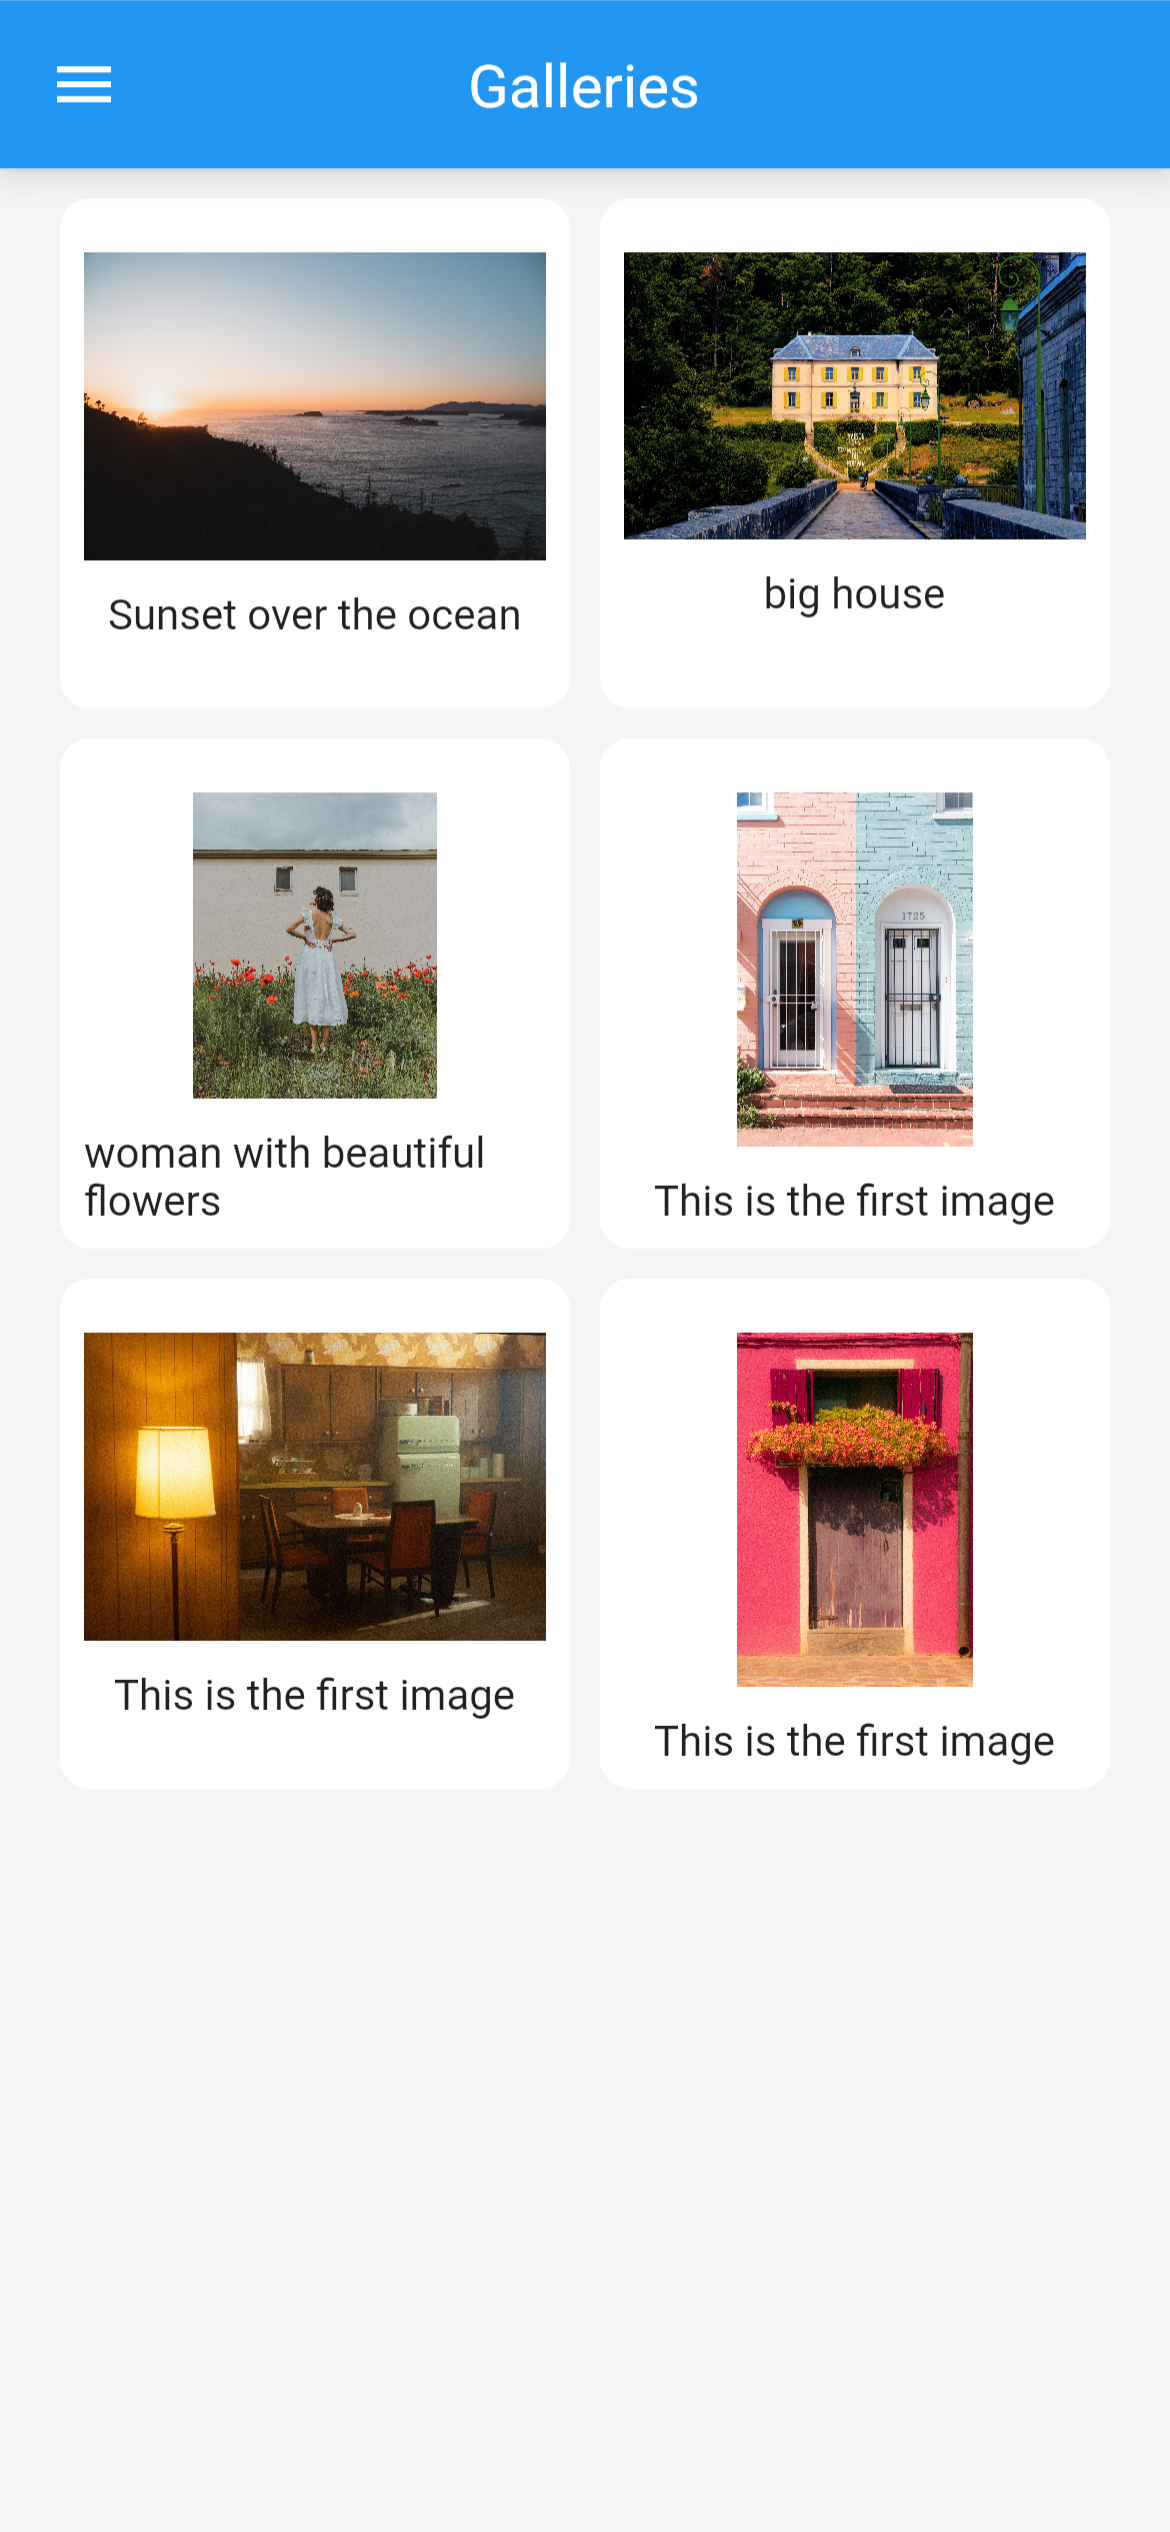 Galleries
Sunset over the ocean
big house
woman with beautiful
flowers
1725
This is the first image
This is the first image
This is the first image